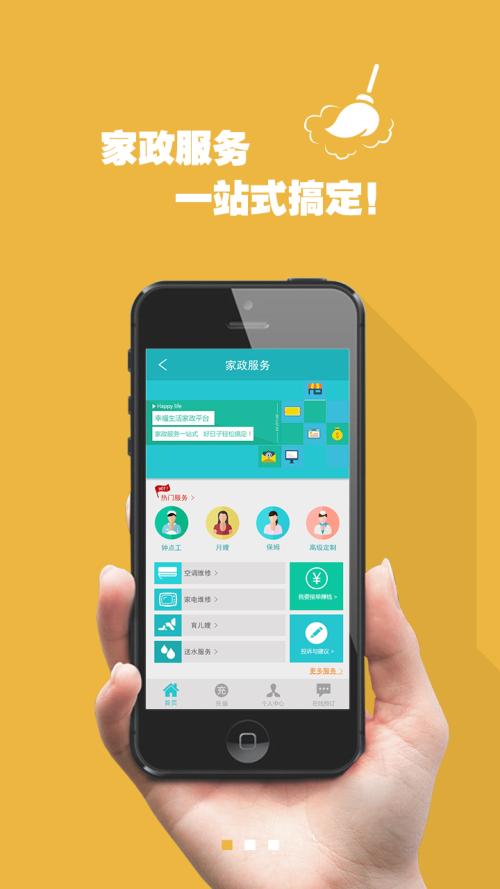 家政服务
一站式搞定！
家政服务
Happy life
幸福生活家政平台
家政服务一站式 好日子轻松搞定！
HOT!
热门服务 >
钟点工
月嫂
保姆
高级定制
空调维修 >
家电维修 >
育儿嫂 >
送水服务 >
¥
我要接单赚钱 >
投诉与建议 >
更多服务 >
充
首页
充值
个人中心
在线预订